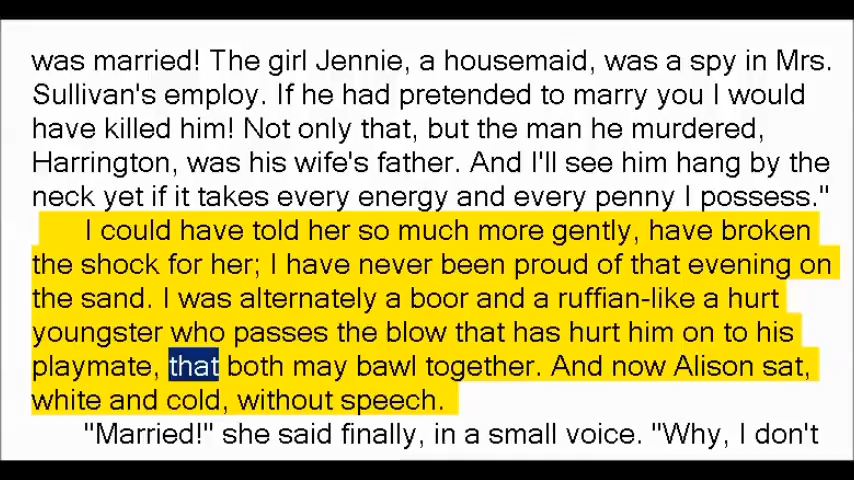 was married! The girl Jennie, a housemaid, was a spy in Mrs.
Sullivan's employ. If he had pretended to marry you I would
have killed him! Not only that, but the man he murdered,
Harrington, was his wife's father. And I'll see him hang by the
neck yet if it takes every energy and every penny I possess."
I could have told her so much more gently, have broken
the shock for her; I have never been proud of that evening on
the sand. I was alternately a boor and a ruffian-like a hurt
youngster who passes the blow that has hurt him on to his
playmate, that both may bawl together. And now Alison sat,
white and cold, without speech.
"Married!" she said finally, in a small voice. "Why, I don't